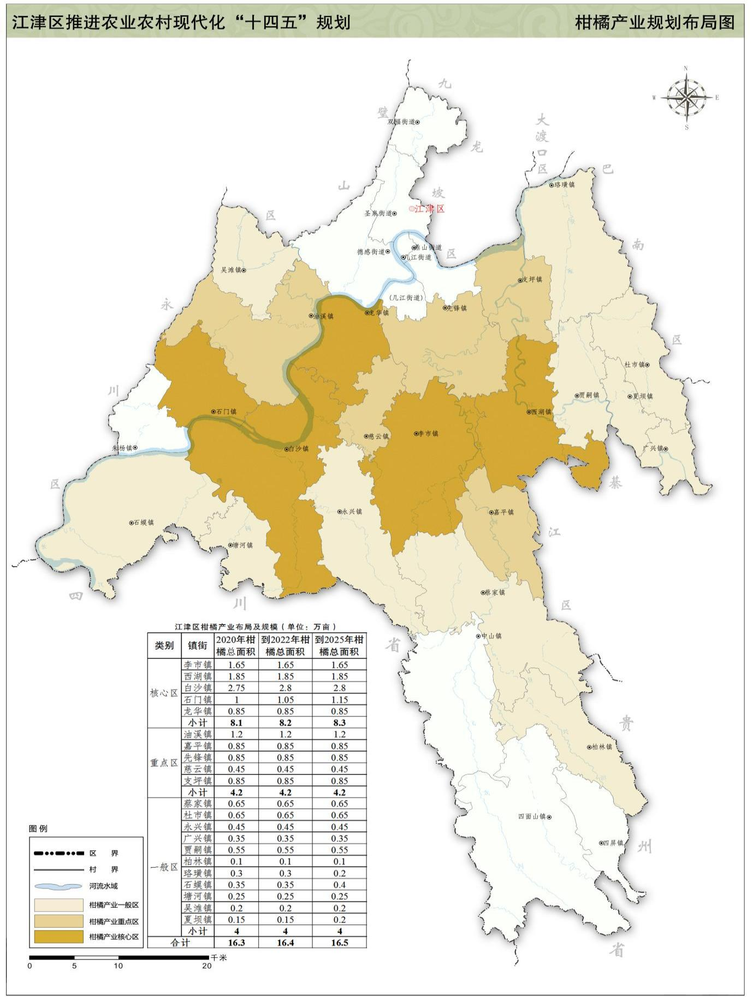 江津区推进农业农村现代化“十四五”规划
柑橘产业规划布局图
N
W
E
S
九
龙
坡
区
璧
山
区
大
渡
口
区
巴
南
区
永
川
区
綦
江
区
四
川
省
贵
州
省
双福街道
圣泉街道
江津区
德感街道
鼎山街道
几江街道
(几江街道)
珞璜镇
吴滩镇
支坪镇
油溪镇
龙华镇
先锋镇
杜市镇
夏坝镇
贾嗣镇
西湖镇
石门镇
慈云镇
李市镇
朱杨镇
白沙镇
广兴镇
永兴镇
嘉平镇
石蟆镇
塘河镇
蔡家镇
中山镇
柏林镇
四面山镇
四屏镇
江津区柑橘产业布局及规模（单位：万亩）
类别 镇街 2020年柑橘总面积 到2022年柑橘总面积 到2025年柑橘总面积
核心区
李市镇 1.65 1.65 1.65
西湖镇 1.85 1.85 1.85
白沙镇 2.75 2.8 2.8
石门镇 1 1.05 1.15
龙华镇 0.85 0.85 0.85
小计 8.1 8.2 8.3
重点区
油溪镇 1.2 1.2 1.2
嘉平镇 0.85 0.85 0.85
先锋镇 0.85 0.85 0.85
慈云镇 0.45 0.45 0.45
支坪镇 0.85 0.85 0.85
小计 4.2 4.2 4.2
一般区
蔡家镇 0.65 0.65 0.65
杜市镇 0.65 0.65 0.65
永兴镇 0.45 0.45 0.45
广兴镇 0.35 0.35 0.35
贾嗣镇 0.55 0.55 0.55
柏林镇 0.1 0.1 0.1
珞璜镇 0.3 0.3 0.2
石蟆镇 0.35 0.35 0.4
塘河镇 0.25 0.25 0.25
吴滩镇 0.2 0.2 0.2
夏坝镇 0.15 0.15 0.2
小计 4 4 4
合计 16.3 16.4 16.5
图例
区 界
村 界
河流水域
柑橘产业一般区
柑橘产业重点区
柑橘产业核心区
千米
0 5 10 20